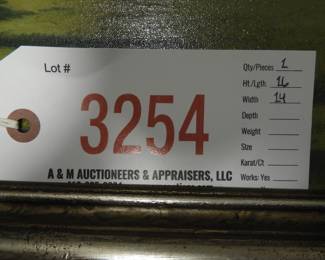 Lot #
3254
A & M AUCTIONEERS & APPRAISERS, LLC
Qty/Pieces 1
Ht/Lgth 16
Width 14
Depth
Weight
Size
Karat/Ct
Works: Yes